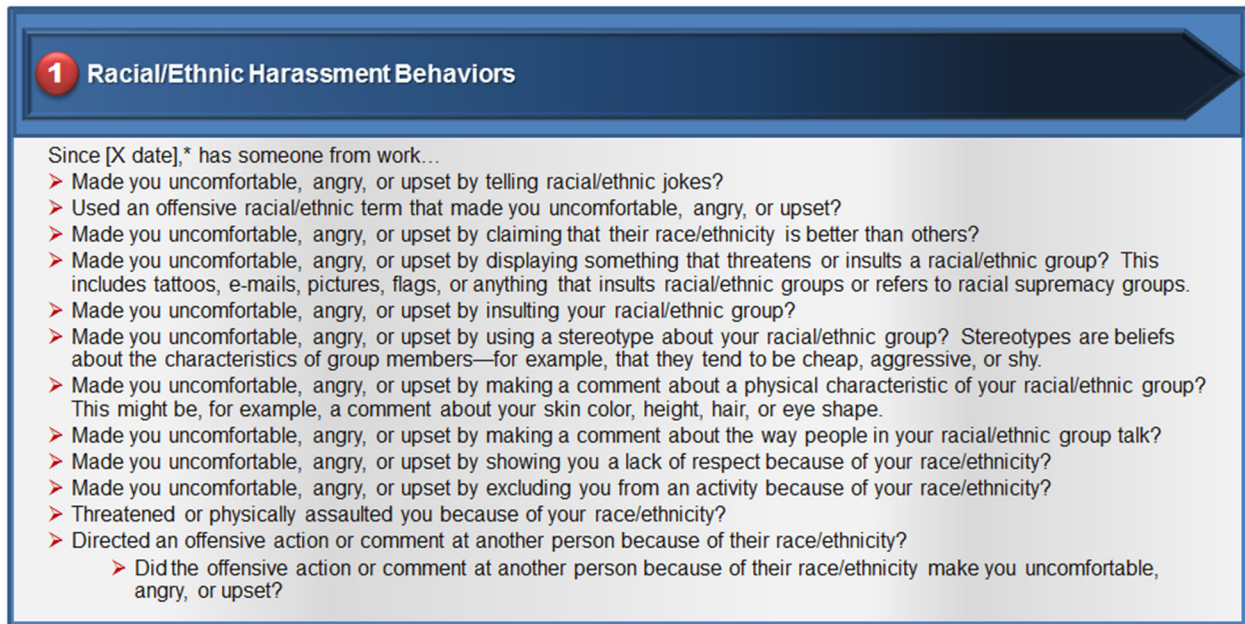 1 Racial/Ethnic Harassment Behaviors
Since [X date],* has someone from work…
➢ Made you uncomfortable, angry, or upset by telling racial/ethnic jokes?
➢ Used an offensive racial/ethnic term that made you uncomfortable, angry, or upset?
➢ Made you uncomfortable, angry, or upset by claiming that their race/ethnicity is better than others?
➢ Made you uncomfortable, angry, or upset by displaying something that threatens or insults a racial/ethnic group? This
includes tattoos, e-mails, pictures, flags, or anything that insults racial/ethnic groups or refers to racial supremacy groups.
➢ Made you uncomfortable, angry, or upset by insulting your racial/ethnic group?
➢ Made you uncomfortable, angry, or upset by using a stereotype about your racial/ethnic group? Stereotypes are beliefs
about the characteristics of group members—for example, that they tend to be cheap, aggressive, or shy.
➢ Made you uncomfortable, angry, or upset by making a comment about a physical characteristic of your racial/ethnic group?
This might be, for example, a comment about your skin color, height, hair, or eye shape.
➢ Made you uncomfortable, angry, or upset by making a comment about the way people in your racial/ethnic group talk?
➢ Made you uncomfortable, angry, or upset by showing you a lack of respect because of your race/ethnicity?
➢ Made you uncomfortable, angry, or upset by excluding you from an activity because of your race/ethnicity?
➢ Threatened or physically assaulted you because of your race/ethnicity?
➢ Directed an offensive action or comment at another person because of their race/ethnicity?
➢ Did the offensive action or comment at another person because of their race/ethnicity make you uncomfortable,
angry, or upset?